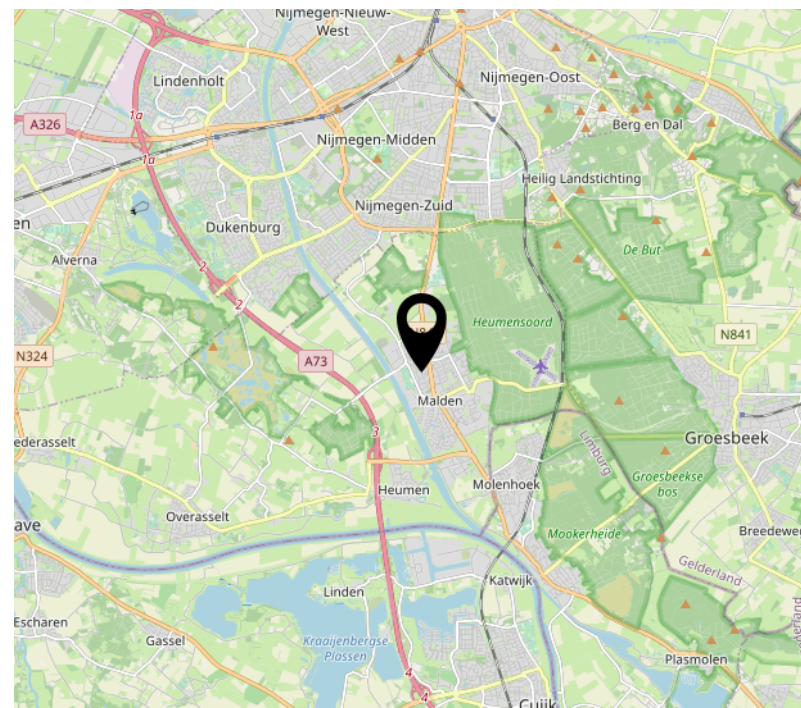 Nijmegen-Nieuw-
West
Lindenholt
Nijmegen-Oost
A326
1a
Berg en Dal
Nijmegen-Midden
1a
Heilig Landstichting
Nijmegen-Zuid
Dukenburg
De But
Alverna
2
2
Heumensoord
N841
N324
A73
Malden
3
Limburg
Groesbeek
ederasselt
Heumen
Molenhoek
Groesbeekse
bos
Overasselt
ave
Mookerheide
Breedewe
Gelderland
Katwijk
Linden
Escharen
Gassel
Kraaijenbergse
Plassen
Plasmolen
4
4
Cuijk